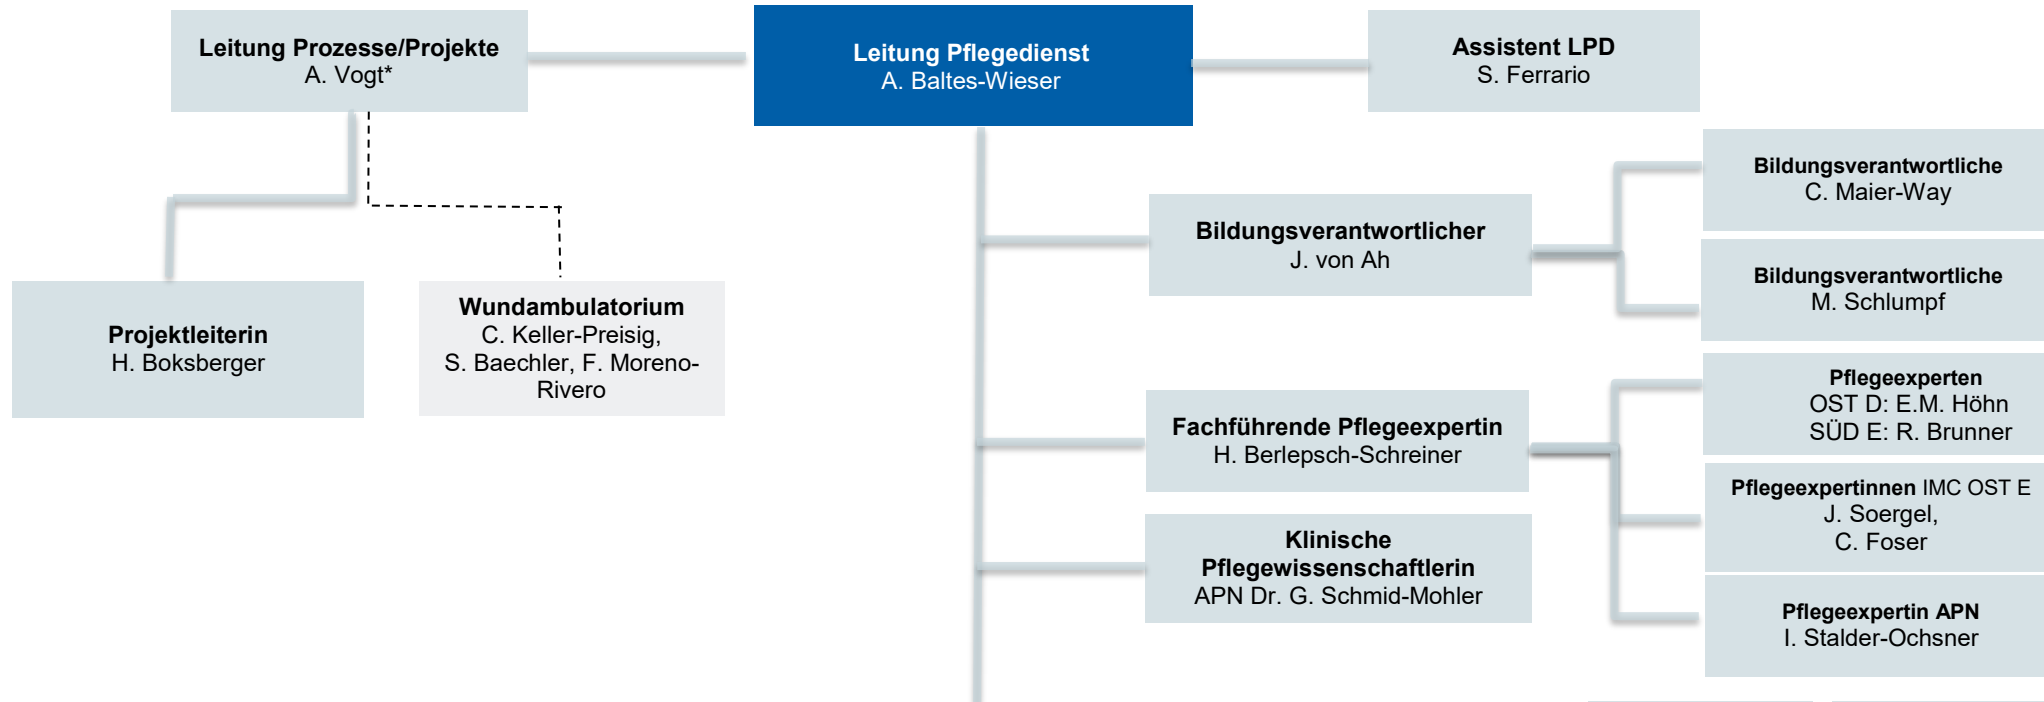 Leitung Prozesse/Projekte
A. Vogt*
Leitung Pflegedienst
A. Baltes-Wieser
Assistent LPD
S. Ferrario
Bildungsverantwortliche
C. Maier-Way
Bildungsverantwortlicher
J. von Ah
Bildungsverantwortliche
M. Schlumpf
Projektleiterin
H. Boksberger
Wundambulatorium
C. Keller-Preisig,
S. Baechler, F. Moreno-
Rivero
Pflegeexperten
OST D: E.M. Höhn
SÜD E: R. Brunner
Fachführende Pflegeexpertin
H. Berlepsch-Schreiner
Pflegeexpertinnen IMC OST E
J. Soergel,
C. Foser
Klinische
Pflegewissenschaftlerin
APN Dr. G. Schmid-Mohler
Pflegeexpertin APN
I. Stalder-Ochsner